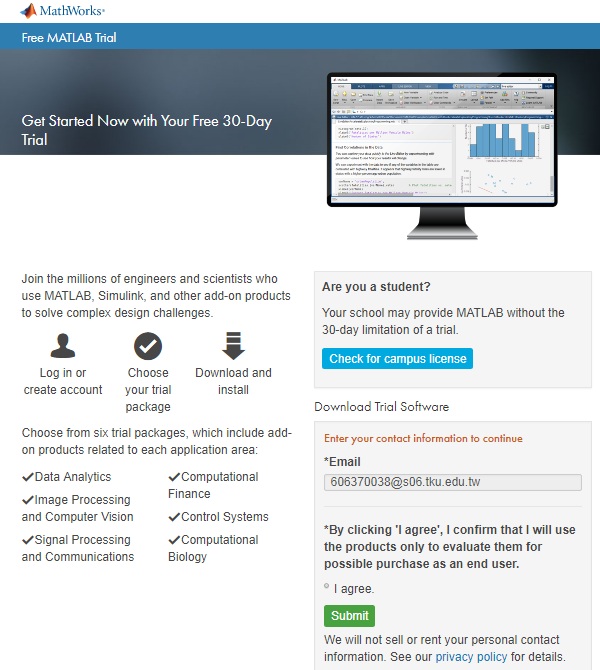 MathWorks®
Free MATLAB Trial
Get Started Now with Your Free 30-Day
Trial
Join the millions of engineers and scientists who
use MATLAB, Simulink, and other add-on products
to solve complex design challenges.
Log in or
create account
Choose
your trial
package
Download and
install
Choose from six trial packages, which include add-
on products related to each application area:
Data Analytics
Image Processing
and Computer Vision
Signal Processing
and Communications
Computational
Finance
Control Systems
Computational
Biology
Are you a student?
Your school may provide MATLAB without the
30-day limitation of a trial.
Check for campus license
Download Trial Software
Enter your contact information to continue
*Email
606370038@s06.tku.edu.tw
*By clicking 'I agree', I confirm that I will use
the products only to evaluate them for
possible purchase as an end user.
I agree.
Submit
We will not sell or rent your personal contact
information. See our privacy policy for details.